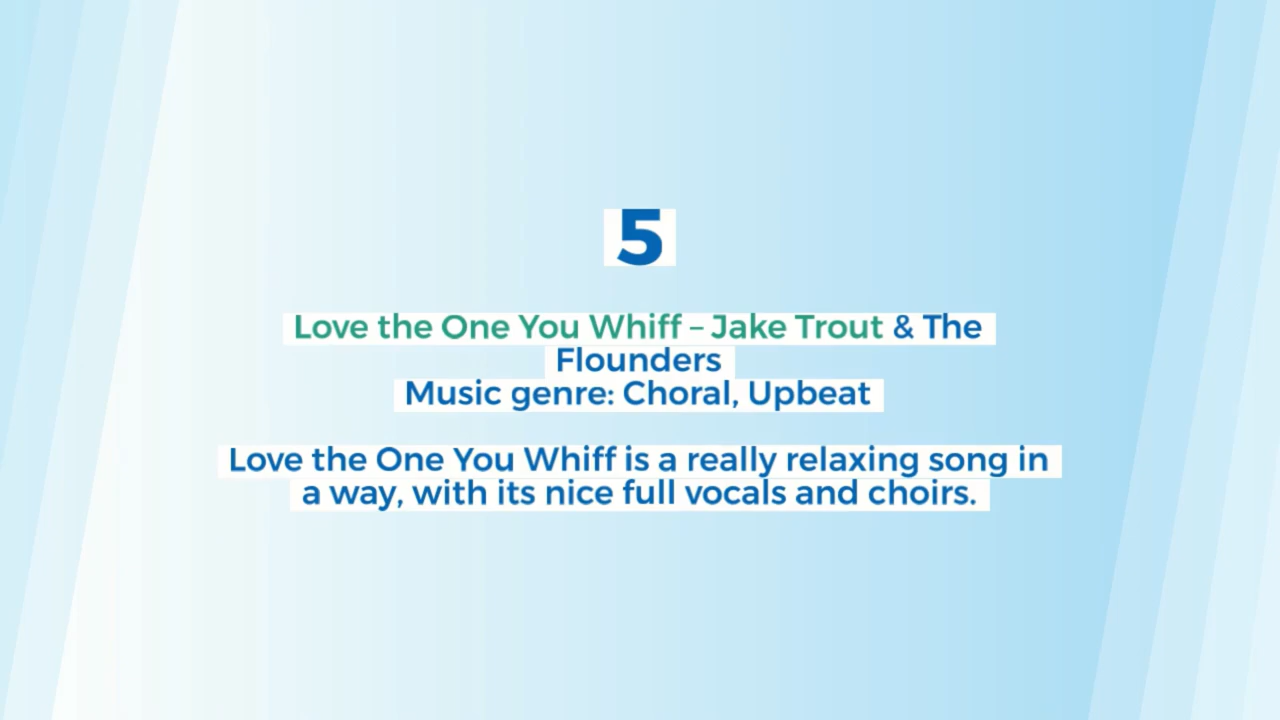 5
Love the One You Whiff – Jake Trout & The
Flounders
Music genre: Choral, Upbeat
Love the One You Whiff is a really relaxing song in
a way, with its nice full vocals and choirs.